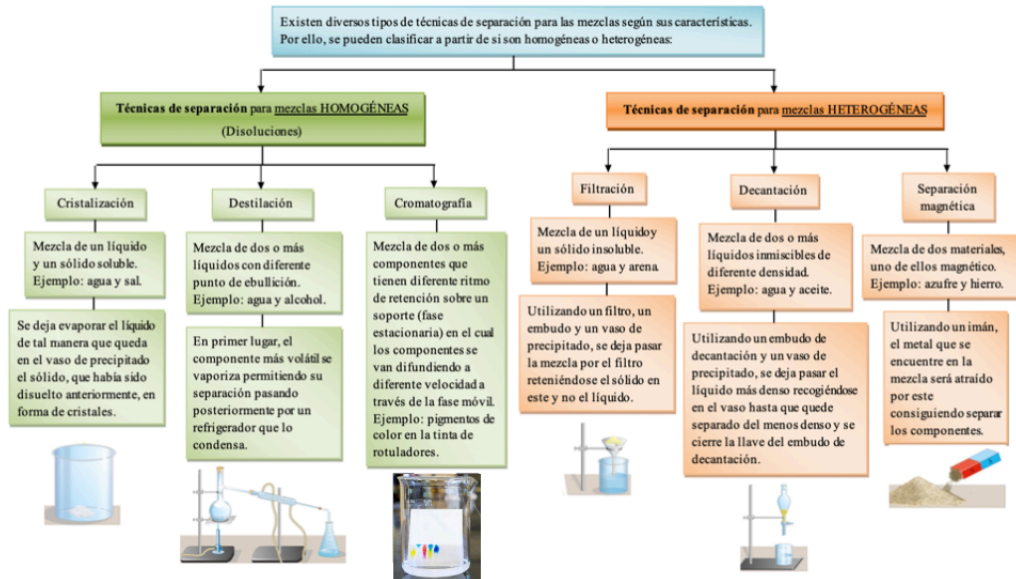 Existen diversos tipos de técnicas de separación para las mezclas según sus características.
Por ello, se pueden clasificar a partir de si son homogéneas o heterogéneas:
Técnicas de separación para mezclas HOMOGÉNEAS
(Disoluciones)
Técnicas de separación para mezclas HETEROGÉNEAS
Cristalización
Mezcla de un líquido
y un sólido soluble.
Ejemplo: agua y sal.
Se deja evaporar el líquido
de tal manera que queda
en el vaso de precipitado
el sólido, que había sido
disuelto anteriormente, en
forma de cristales.
Destilación
Mezcla de dos o más
líquidos con diferente
punto de ebullición.
Ejemplo: agua y alcohol.
En primer lugar, el
componente más volátil se
vaporiza permitiendo su
separación pasando
posteriormente por un
refrigerador que lo
condensa.
Cromatografía
Mezcla de dos o más
componentes que
tienen diferente ritmo
de retención sobre un
soporte (fase
estacionaria) en el cual
los componentes se
van difundiendo a
diferente velocidad a
través de la fase móvil.
Ejemplo: pigmentos de
color en la tinta de
rotuladores.
Filtración
Mezcla de un líquidoy
un sólido insoluble.
Ejemplo: agua y arena.
Utilizando un filtro, un
embudo y un vaso de
precipitado, se deja pasar
la mezcla por el filtro
reteniéndose el sólido en
este y no el líquido.
Decantación
Mezcla de dos o más
líquidos inmiscibles de
diferente densidad.
Ejemplo: agua y aceite.
Utilizando un embudo de
decantación y un vaso de
precipitado, se deja pasar el
líquido más denso recogiéndose
en el vaso hasta que quede
separado del menos denso y se
cierre la llave del embudo de
decantación.
Separación
magnética
Mezcla de dos materiales,
uno de ellos magnético.
Ejemplo: azufre y hierro.
Utilizando un imán,
el metal que se
encuentre en la
mezcla será atraído
por este
consiguiendo separar
los componentes.